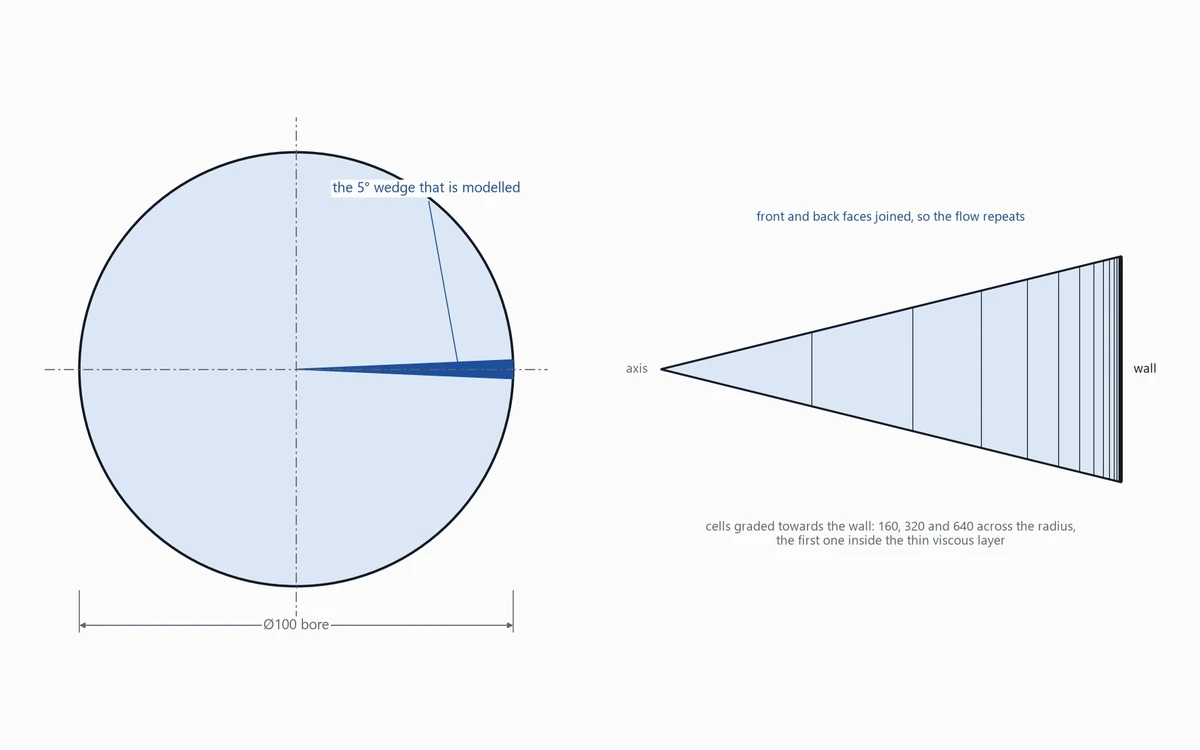 the 5° wedge that is modelled
front and back faces joined, so the flow repeats
axis
wall
cells graded towards the wall: 160, 320 and 640 across the radius,
the first one inside the thin viscous layer
Ø100 bore